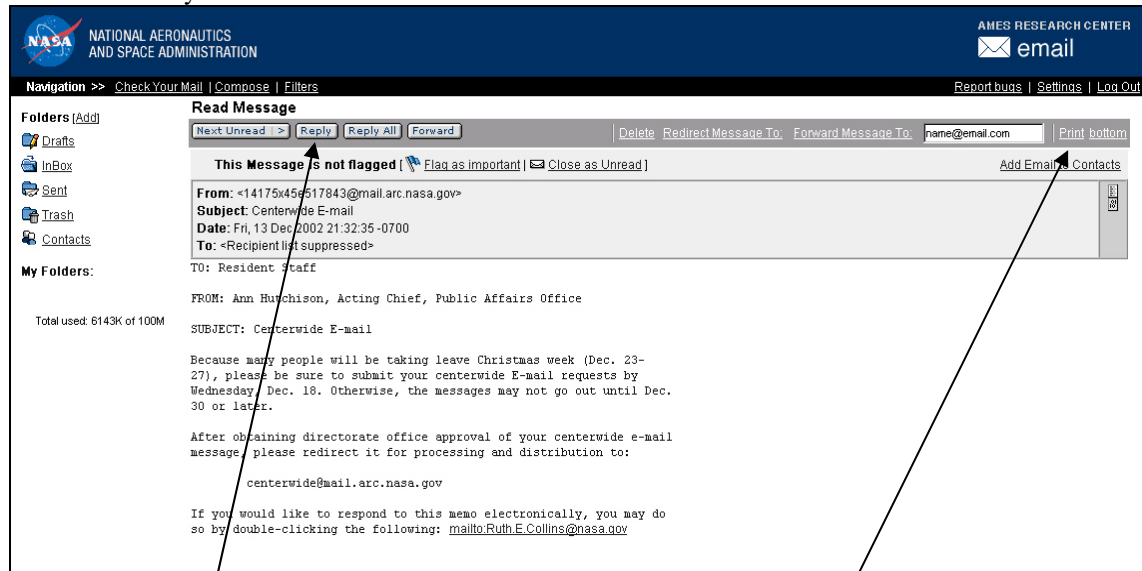 NASA
NATIONAL AERONAUTICS
AND SPACE ADMINISTRATION
AMES RESEARCH CENTER
email
Navigation >> Check Your Mail | Compose | Filters
Report bugs | Settings | Log Out
Folders [Add]
Drafts
InBox
Sent
Trash
Contacts
My Folders:
Total used: 6143K of 100M
Read Message
Next Unread | > Reply Reply All Forward
Delete Redirect Message To: Forward Message To: name@email.com | Print bottom
This Message is not flagged [ Flag as important | Close as Unread ]
Add Email to Contacts
From: <14175x45e517843@mail.arc.nasa.gov>
Subject: Centerwide E-mail
Date: Fri, 13 Dec 2002 21:32:35 -0700
To: <Recipient list suppressed>
TO: Resident Staff
FROM: Ann Hutchison, Acting Chief, Public Affairs Office
SUBJECT: Centerwide E-mail
Because many people will be taking leave Christmas week (Dec. 23-
27), please be sure to submit your centerwide E-mail requests by
Wednesday, Dec. 18. Otherwise, the messages may not go out until Dec.
30 or later.
After obtaining directorate office approval of your centerwide e-mail
message, please redirect it for processing and distribution to:
centerwide@mail.arc.nasa.gov
If you would like to respond to this memo electronically, you may do
so by double-clicking the following: mailto:Ruth.E.Collins@nasa.gov